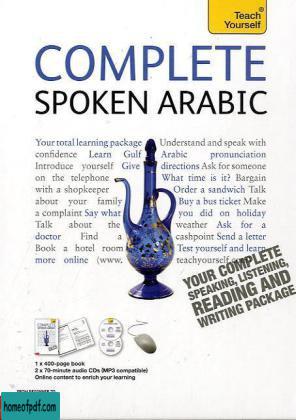 Teach
Yourself
COMPLETE
SPOKEN ARABIC
Your total learning package Understand and speak with
confidence Learn Gulf Arabic pronunciation
Introduce yourself Give directions Ask for someone
on the telephone What time is it? Bargain
with a shopkeeper Order a sandwich Talk
about your family Buy a bus ticket Make
a complaint Say what you did on holiday
Talk about the weather Ask for a
doctor Find a cashpoint Send a letter
Book a hotel room Test yourself and learn
more online (www. teachyourself
YOUR COMPLETE
SPEAKING, LISTENING,
READING AND
WRITING PACKAGE
1 x 400-page book
2 x 70-minute audio CDs (MP3 compatible)
Online content to enrich your learning
homeofpdf.com